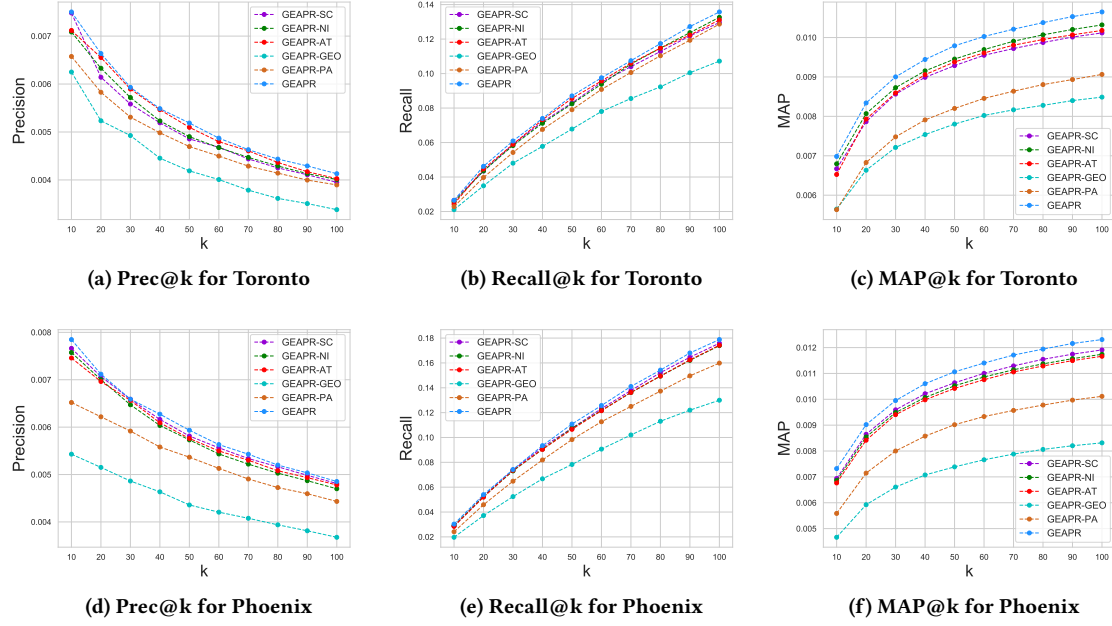 0.007
0.006
0.005
0.004
Precision
10 20 30 40 50 60 70 80 90 100
k
GEAPR-SC
GEAPR-NI
GEAPR-AT
GEAPR-GEO
GEAPR-PA
GEAPR
(a) Prec@k for Toronto
0.14
0.12
0.10
0.08
0.06
0.04
0.02
Recall
10 20 30 40 50 60 70 80 90 100
k
GEAPR-SC
GEAPR-NI
GEAPR-AT
GEAPR-GEO
GEAPR-PA
GEAPR
(b) Recall@k for Toronto
0.010
0.009
0.008
0.007
0.006
MAP
10 20 30 40 50 60 70 80 90 100
k
GEAPR-SC
GEAPR-NI
GEAPR-AT
GEAPR-GEO
GEAPR-PA
GEAPR
(c) MAP@k for Toronto
0.008
0.007
0.006
0.005
0.004
Precision
10 20 30 40 50 60 70 80 90 100
k
GEAPR-SC
GEAPR-NI
GEAPR-AT
GEAPR-GEO
GEAPR-PA
GEAPR
(d) Prec@k for Phoenix
0.18
0.16
0.14
0.12
0.10
0.08
0.06
0.04
0.02
Recall
10 20 30 40 50 60 70 80 90 100
k
GEAPR-SC
GEAPR-NI
GEAPR-AT
GEAPR-GEO
GEAPR-PA
GEAPR
(e) Recall@k for Phoenix
0.012
0.011
0.010
0.009
0.008
0.007
0.006
0.005
MAP
10 20 30 40 50 60 70 80 90 100
k
GEAPR-SC
GEAPR-NI
GEAPR-AT
GEAPR-GEO
GEAPR-PA
GEAPR
(f) MAP@k for Phoenix